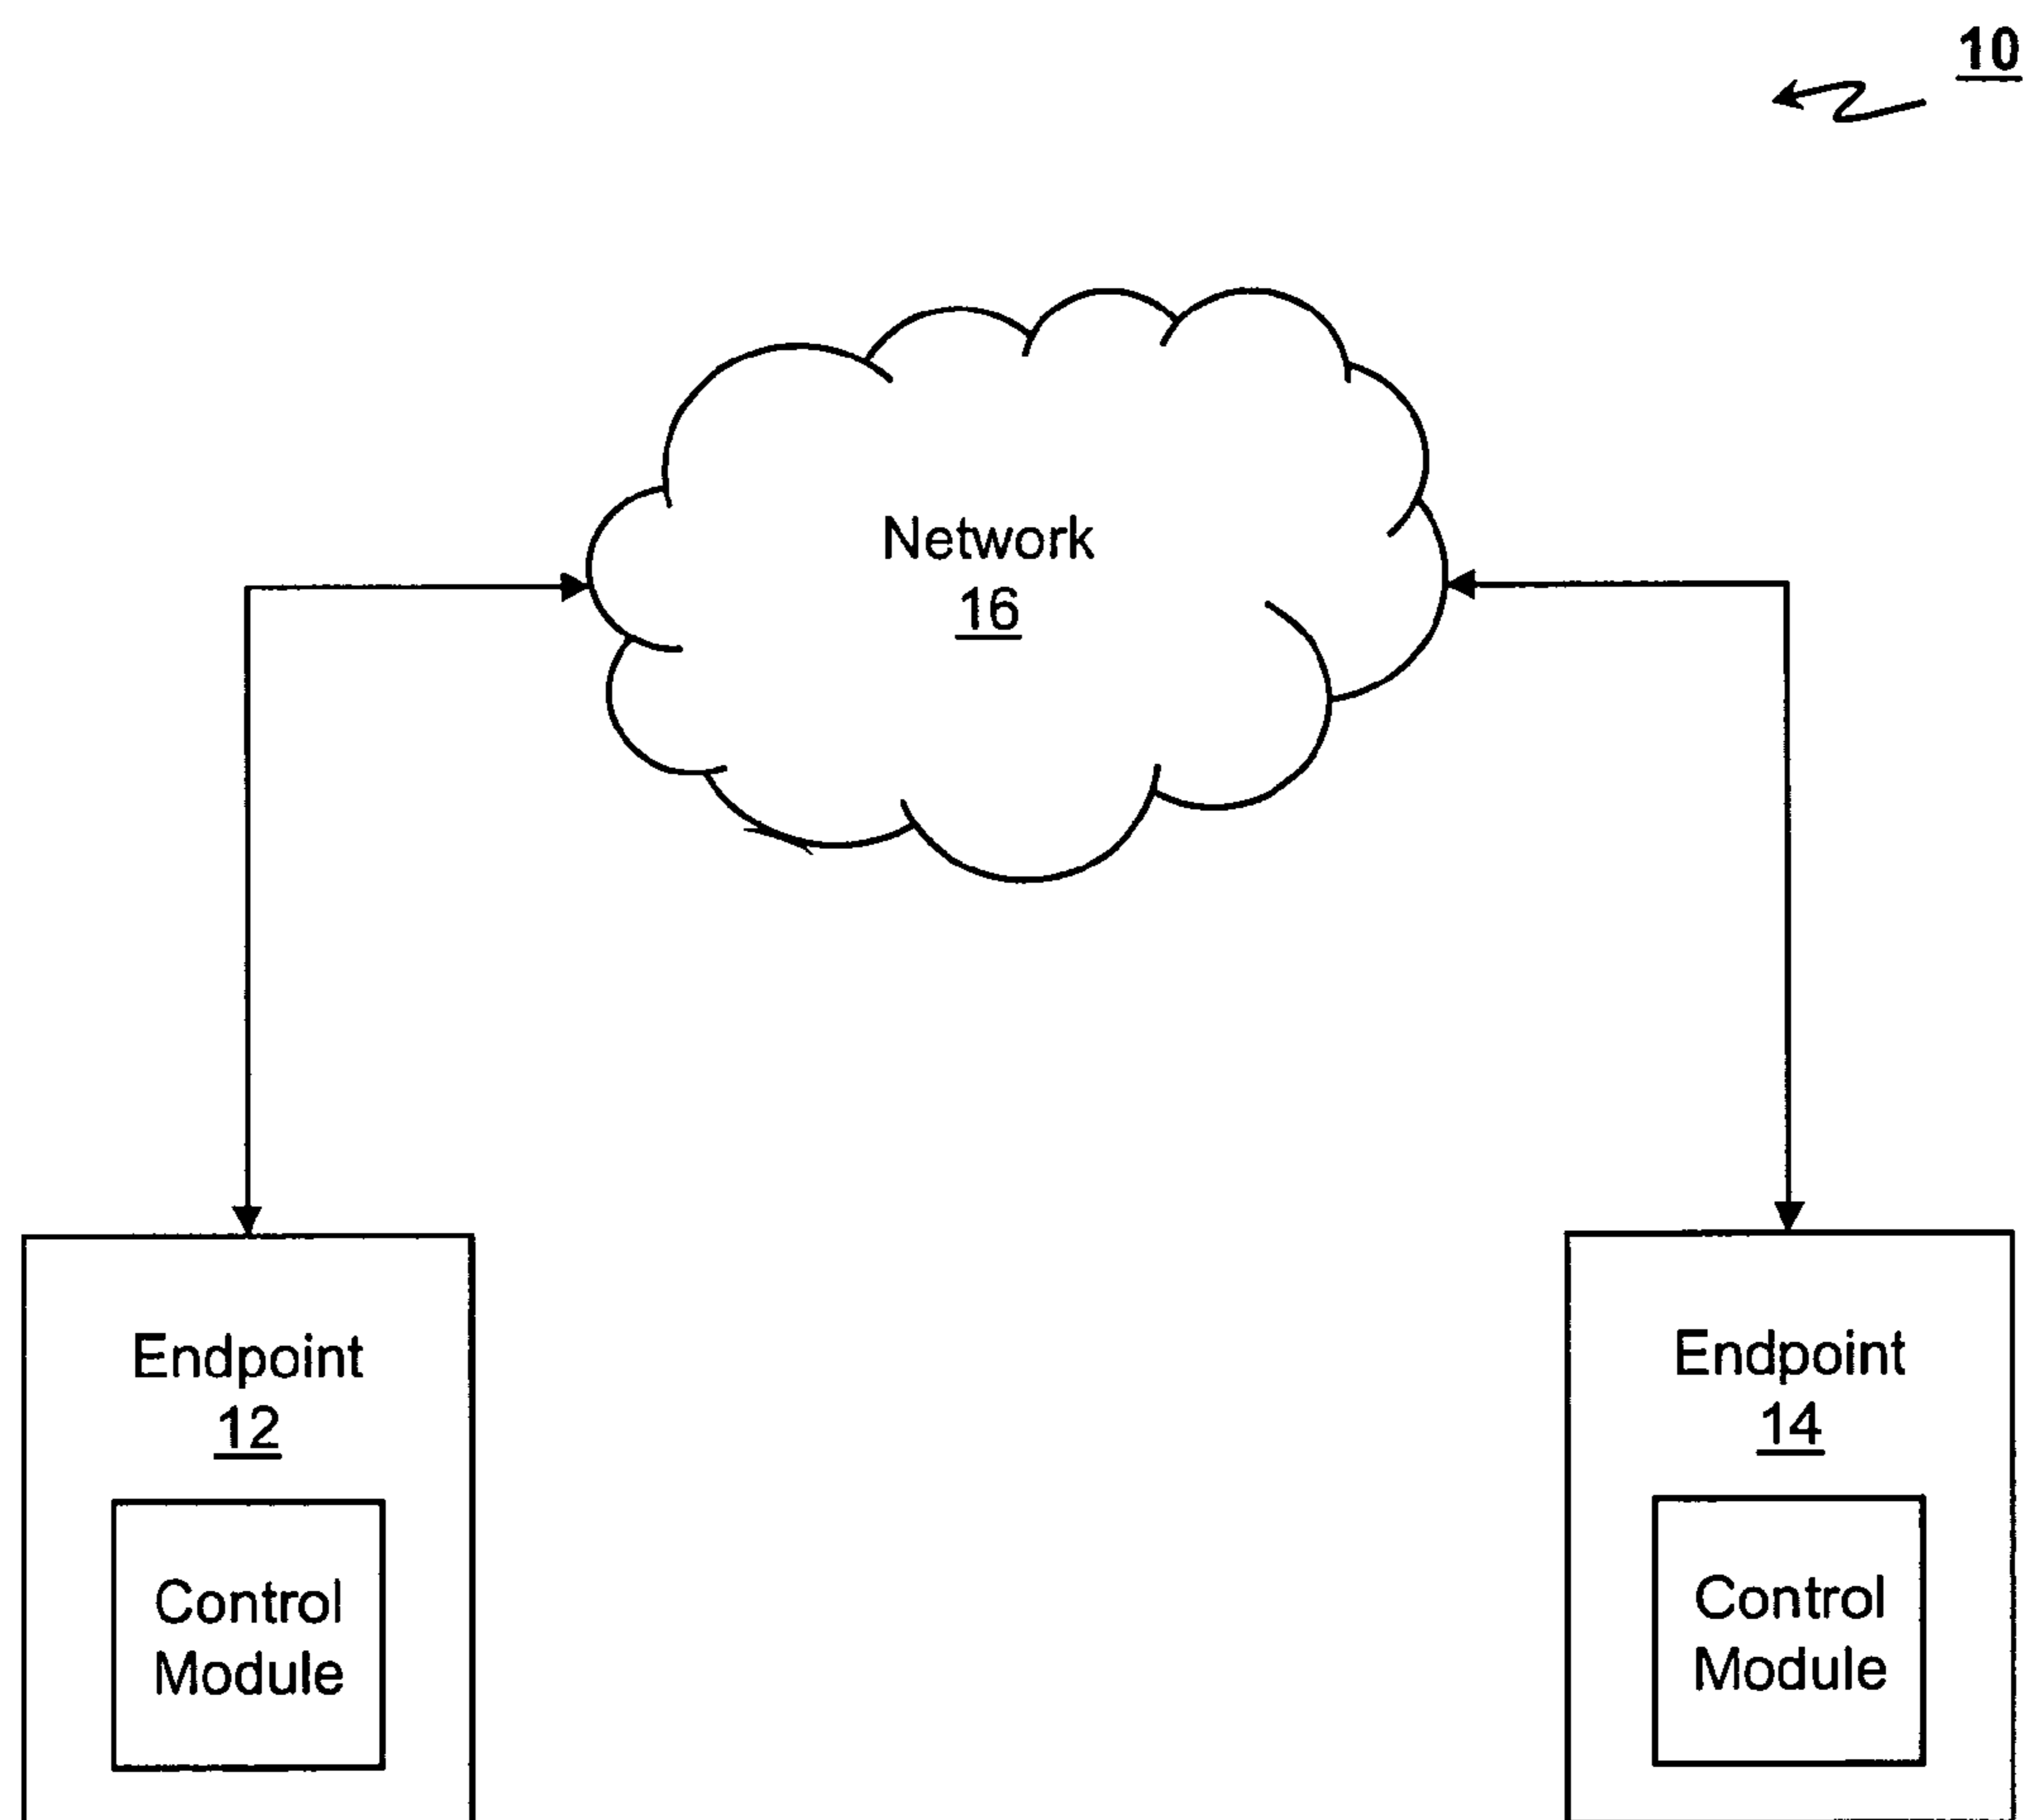 10
Network
16
Endpoint
12
Control
Module
Endpoint
14
Control
Module